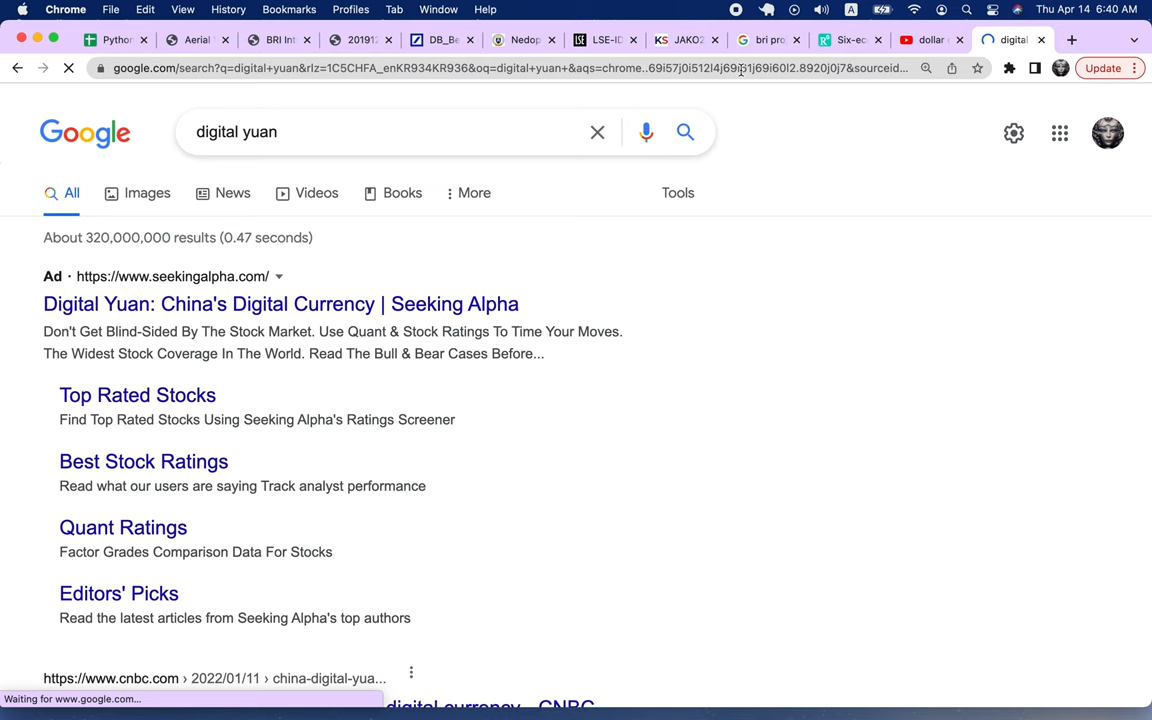 Chrome File Edit View History Bookmarks Profiles Tab Window Help A Thu Apr 14 6:40 AM
Python Aerial BRI Int 20191 DB_Be Nedop LSE-ID KS JAKO2 bri pro Six-ec dollar digital
google.com/search?q=digital+yuan&rlz=1C5CHFA_enKR934KR936&oq=digital+yuan+&aqs=chrome..69i57j0i512l4j69i61j69i60l2.8920j0j7&sourceid... Update
Google digital yuan
All Images News Videos Books More Tools
About 320,000,000 results (0.47 seconds)
Ad · https://www.seekingalpha.com/
Digital Yuan: China's Digital Currency | Seeking Alpha
Don't Get Blind-Sided By The Stock Market. Use Quant & Stock Ratings To Time Your Moves.
The Widest Stock Coverage In The World. Read The Bull & Bear Cases Before...
Top Rated Stocks
Find Top Rated Stocks Using Seeking Alpha's Ratings Screener
Best Stock Ratings
Read what our users are saying Track analyst performance
Quant Ratings
Factor Grades Comparison Data For Stocks
Editors' Picks
Read the latest articles from Seeking Alpha's top authors
https://www.cnbc.com › 2022/01/11 › china-digital-yua...
Waiting for www.google.com...
digital currency - CNBC